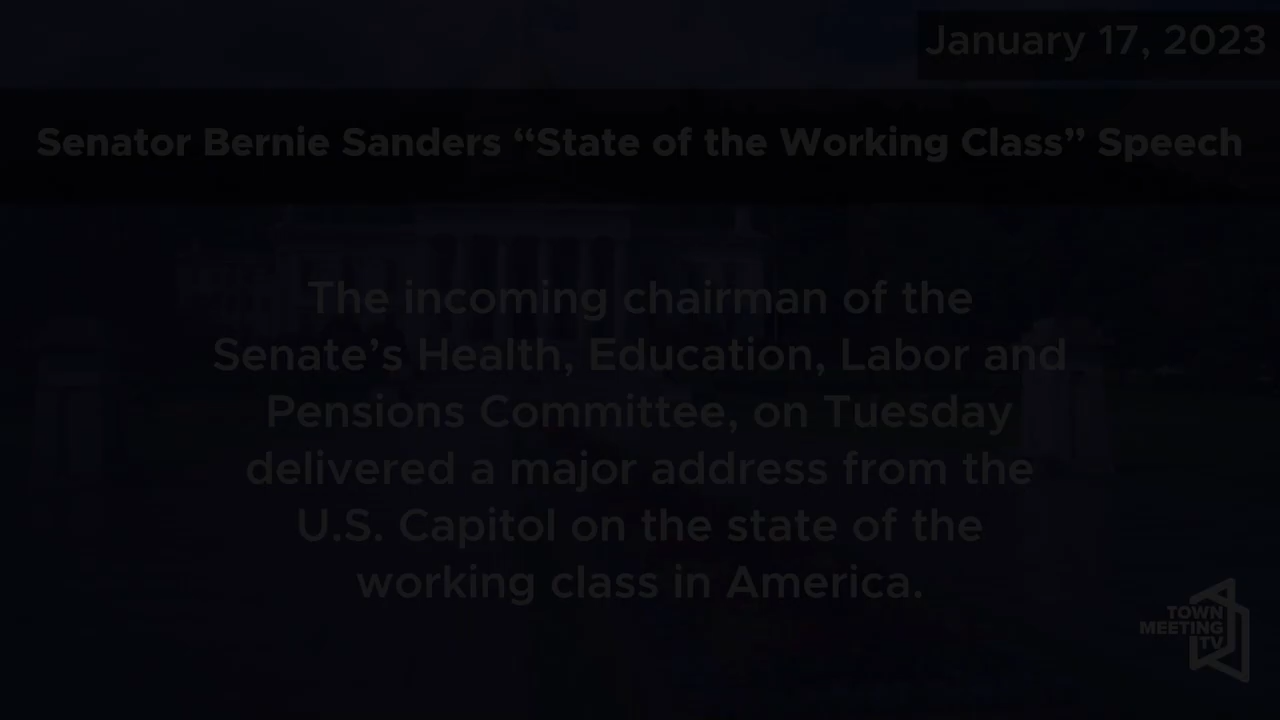 January 17, 2023
Senator Bernie Sanders “State of the Working Class” Speech
The incoming chairman of the
Senate’s Health, Education, Labor and
Pensions Committee, on Tuesday
delivered a major address from the
U.S. Capitol on the state of the
working class in America.
TOWN
MEETING
TV